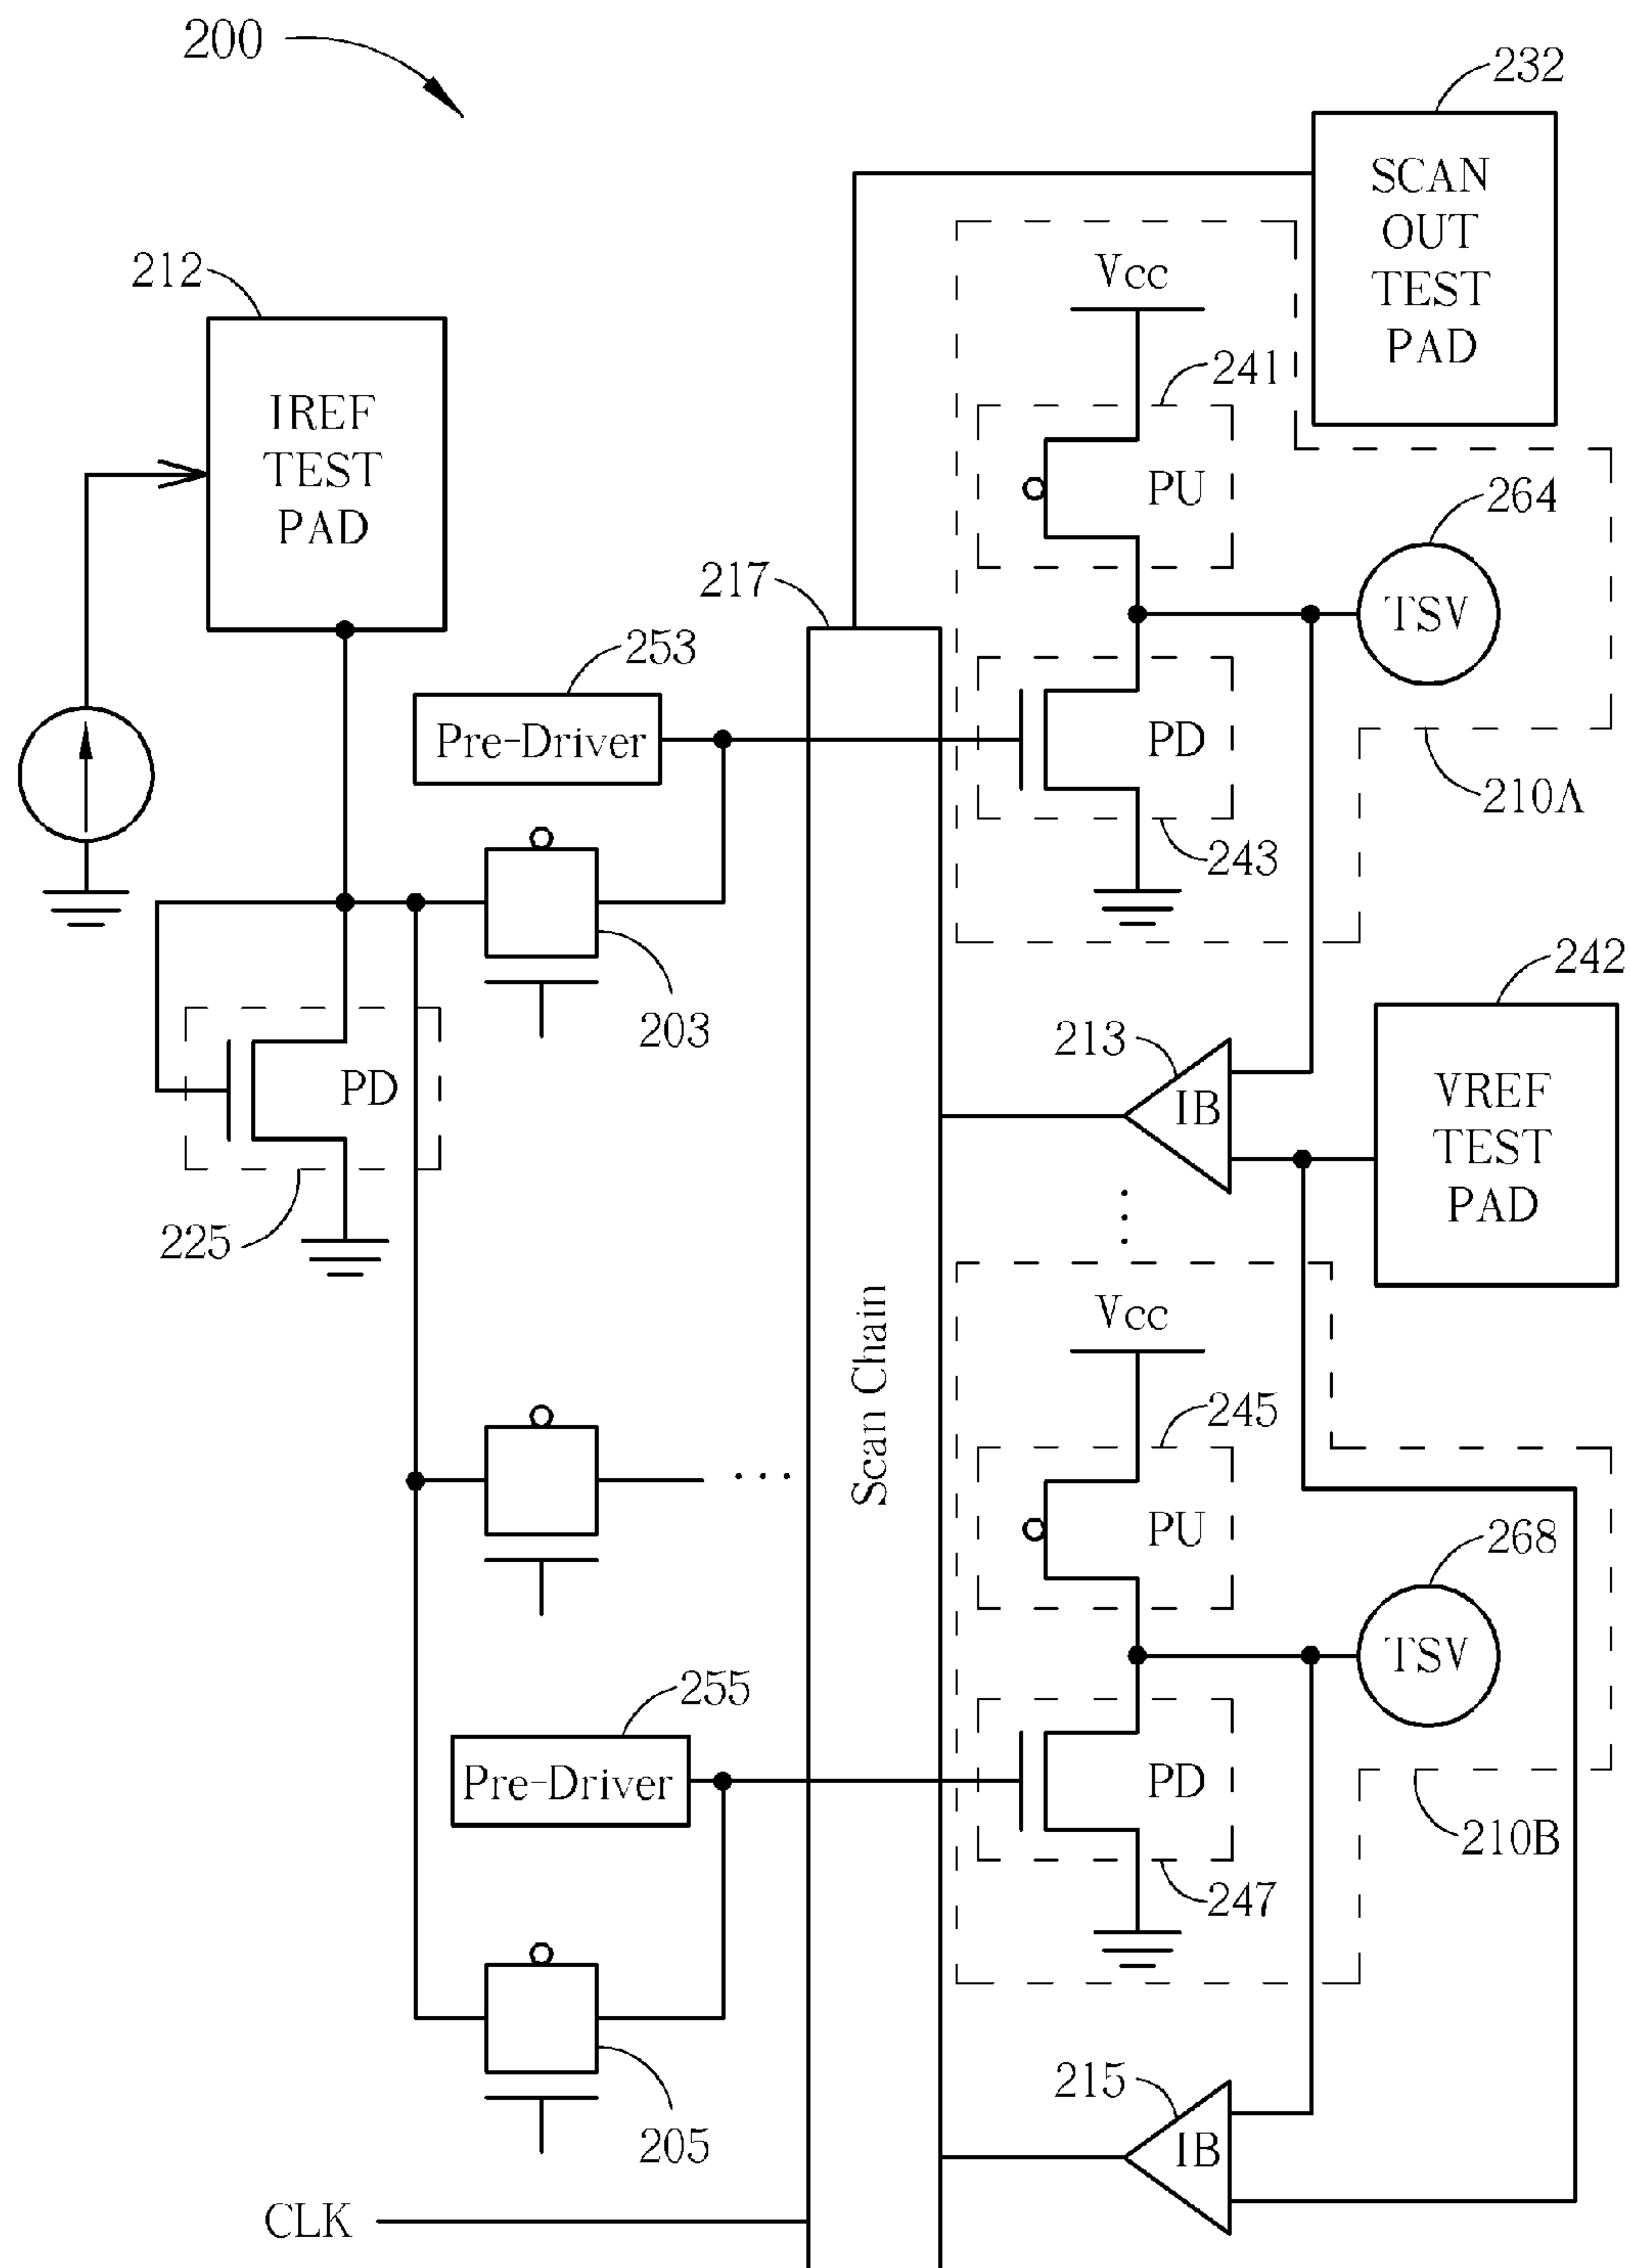 200
232
SCAN
OUT
TEST
PAD
212
Vcc
241
IREF
TEST
PAD
PU
264
217
TSV
253
Pre-Driver
PD
210A
243
242
203
213
VREF
TEST
PAD
IB
PD
225
Vcc
Scan Chain
245
PU
268
TSV
255
Pre-Driver
PD
210B
247
215
205
IB
CLK